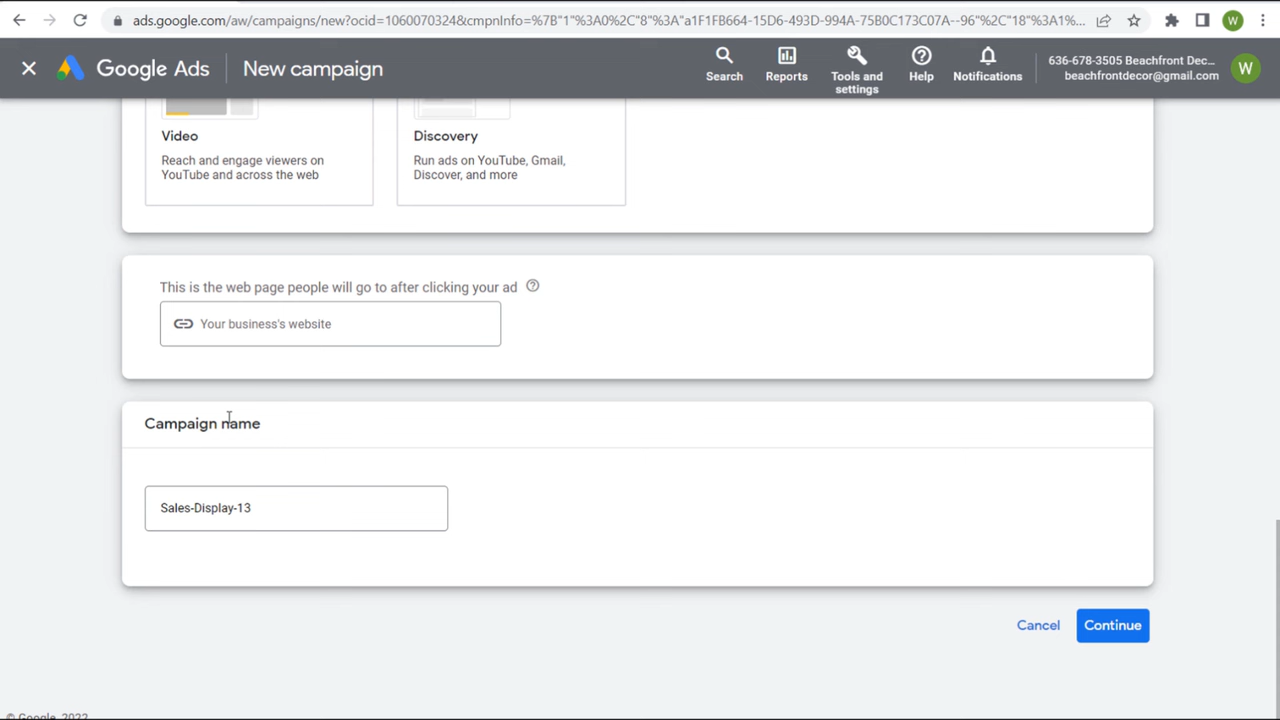 ads.google.com/aw/campaigns/new?ocid=1060070324&cmpnInfo=%7B"1"%3A0%2C"8"%3A"a1F1FB664-15D6-493D-994A-75B0C173C07A--96"%2C"18"%3A1%...
W
Google Ads
New campaign
Search
Reports
Tools and settings
Help
Notifications
636-678-3505 Beachfront Dec...
beachfrontdecor@gmail.com
W
Video
Reach and engage viewers on
YouTube and across the web
Discovery
Run ads on YouTube, Gmail,
Discover, and more
This is the web page people will go to after clicking your ad
Your business's website
Campaign name
Sales-Display-13
Cancel
Continue
© Google, 2022